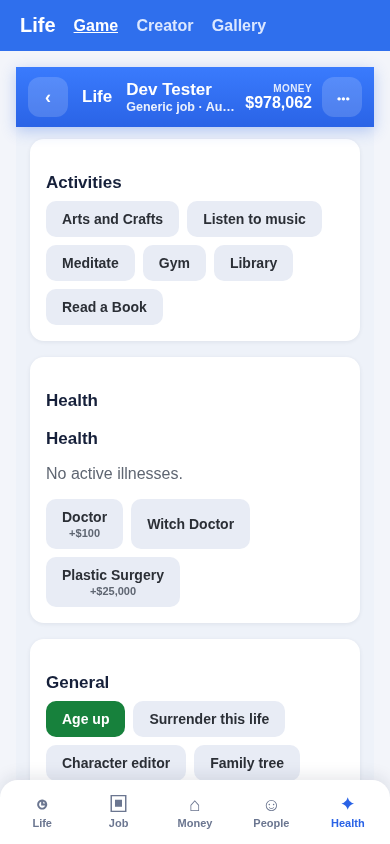 Life Game Creator Gallery
‹ Life Dev Tester MONEY •••
Generic job · Au… $978,062
Activities
Arts and Crafts Listen to music
Meditate Gym Library
Read a Book
Health
Health
No active illnesses.
Doctor Witch Doctor
+$100
Plastic Surgery
+$25,000
General
Age up Surrender this life
Character editor Family tree
Life Job Money People Health